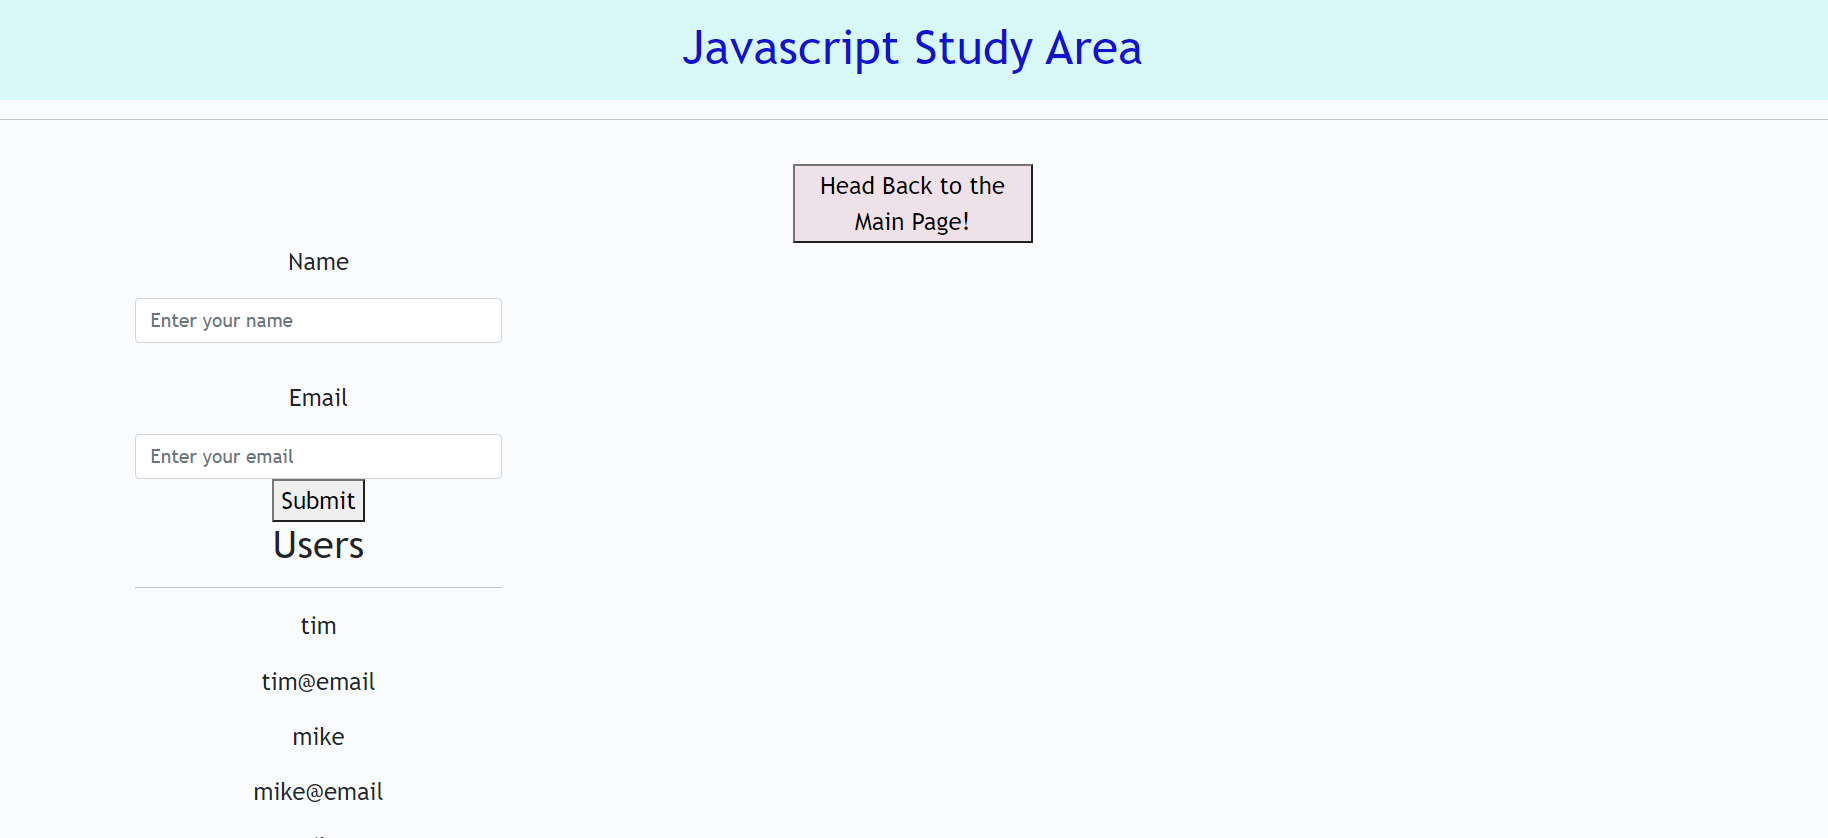 Javascript Study Area
Head Back to the
Main Page!
Name
Enter your name
Email
Enter your email
Submit
Users
tim
tim@email
mike
mike@email